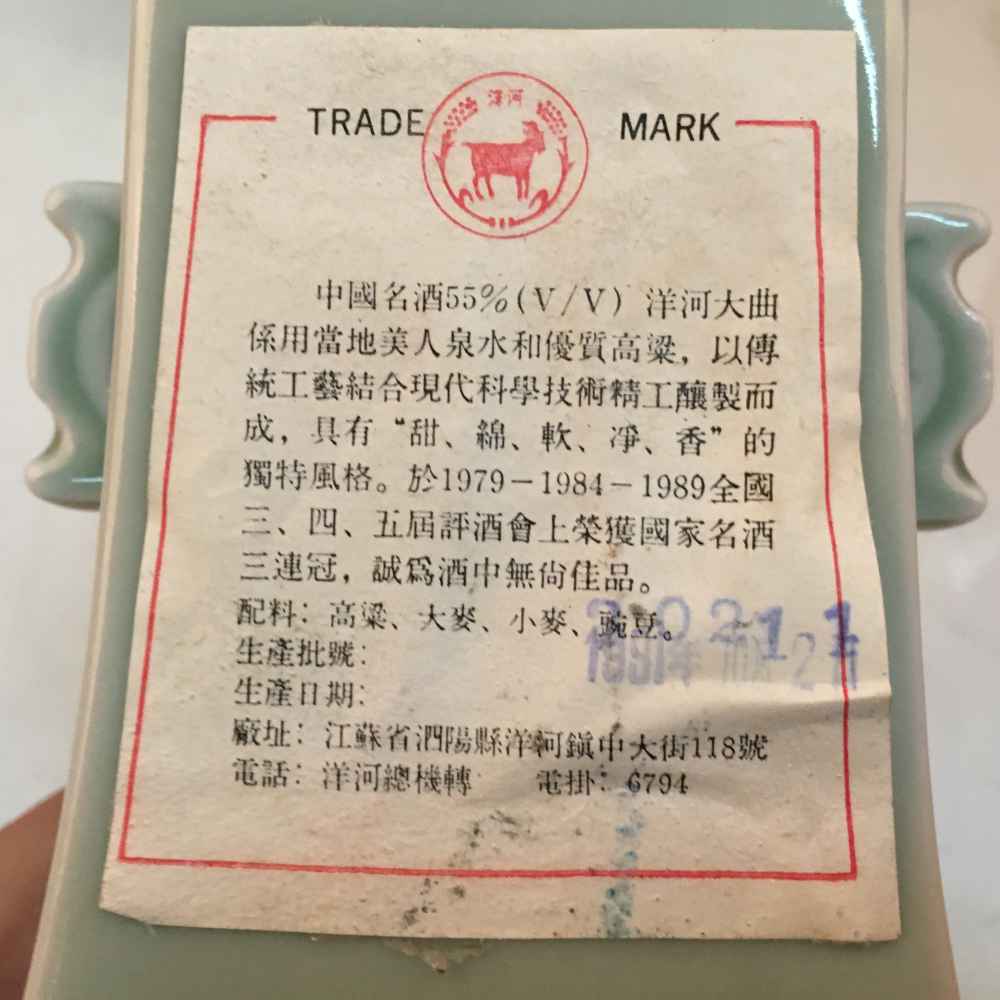 TRADE MARK
洋河
中國名酒55%(V/V) 洋河大曲
係用當地美人泉水和優質高粱，以傳
統工藝結合現代科學技術精工釀製而
成，具有“甜、綿、軟、凈、香”的
獨特風格。於1979－1984－1989全國
三、四、五屆評酒會上榮獲國家名酒
三連冠，誠爲酒中無尙佳品。
配料：高粱、大麥、小麥、豌豆。
生產批號：
生產日期：
廠址：江蘇省泗陽縣洋河鎭中大街118號
電話：洋河總機轉 電掛：6794